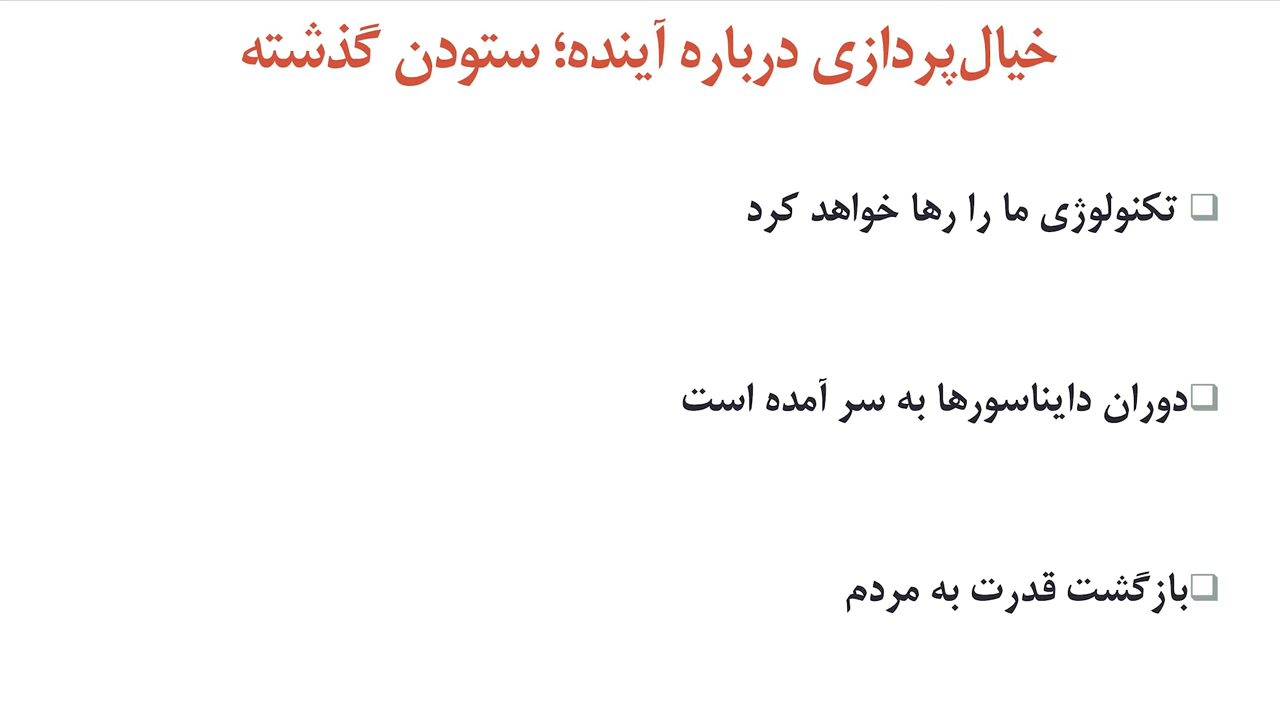 خیال‌پردازی درباره آینده؛ ستودن گذشته
تکنولوژی ما را رها خواهد کرد
دوران دایناسورها به سر آمده است
بازگشت قدرت به مردم